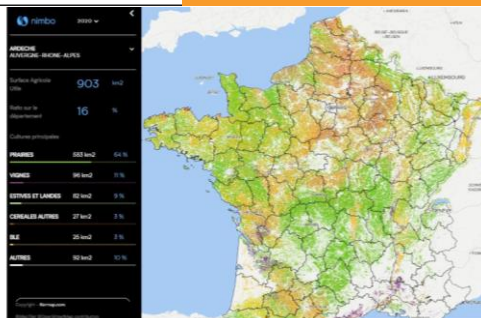 nimbo
2020
ARDECHE
AUVERGNE-RHONE-ALPES
Surface Agricole Utile 903 km2
Ratio sur le département 16 %
Cultures principales
PRAIRIES 583 km2 64 %
VIGNES 96 km2 11 %
ESTIVES ET LANDES 82 km2 9 %
CEREALES AUTRES 27 km2 3 %
BLE 25 km2 3 %
AUTRES 92 km2 10 %
Copyright -